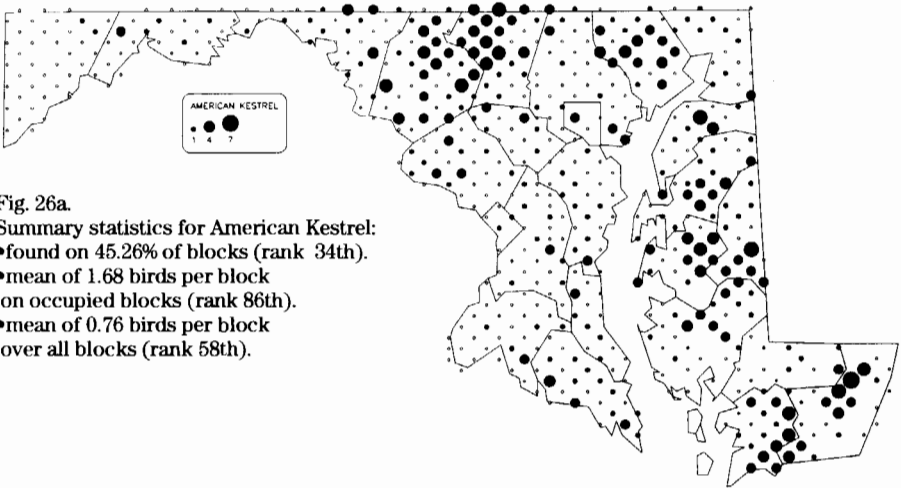 AMERICAN KESTREL
1 4 7
Fig. 26a.
Summary statistics for American Kestrel:
•found on 45.26% of blocks (rank 34th).
•mean of 1.68 birds per block
on occupied blocks (rank 86th).
•mean of 0.76 birds per block
over all blocks (rank 58th).